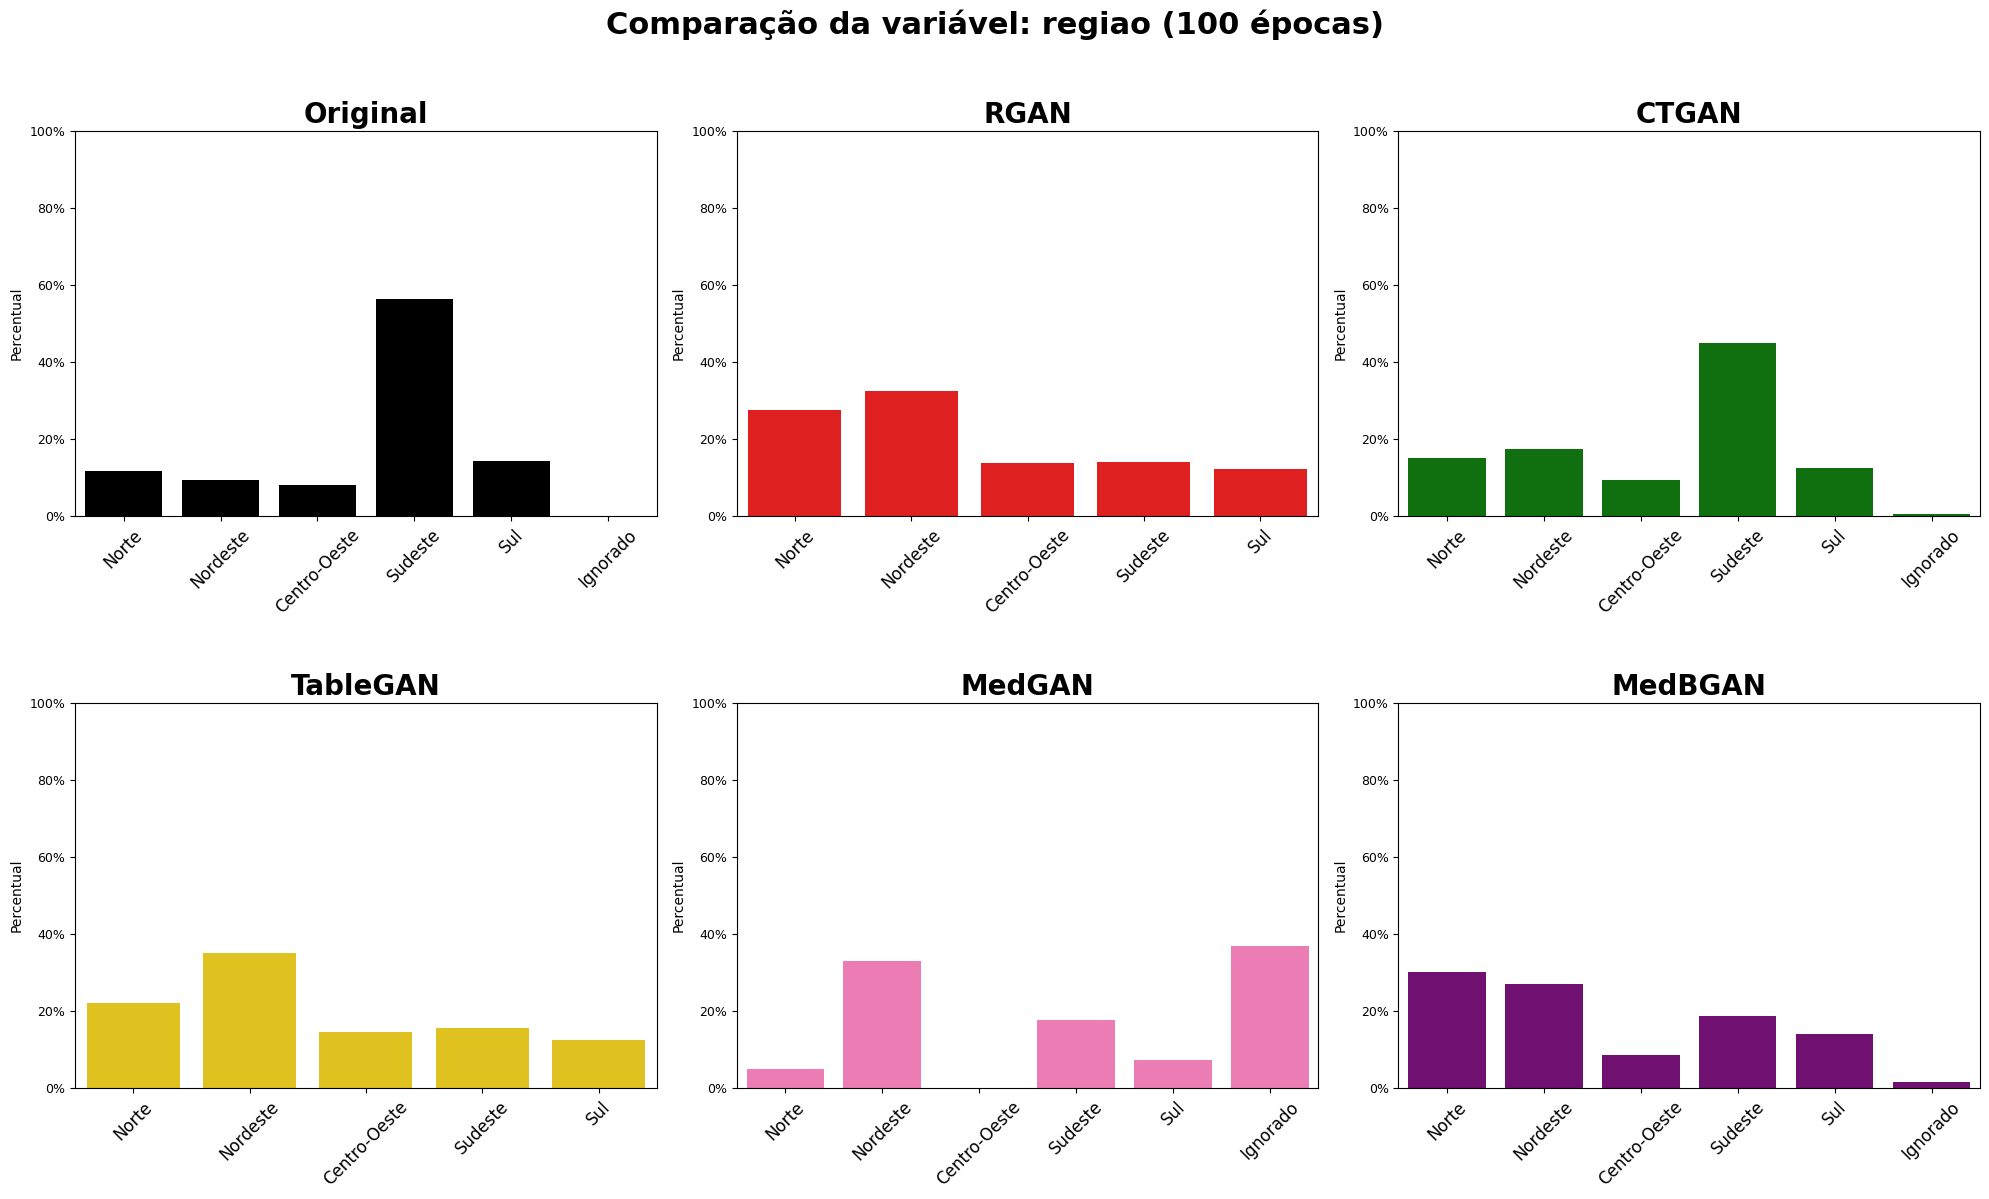 Comparação da variável: regiao (100 épocas)
Original
Percentual
100%
80%
60%
40%
20%
0%
Norte
Nordeste
Centro-Oeste
Sudeste
Sul
Ignorado
RGAN
Percentual
100%
80%
60%
40%
20%
0%
Norte
Nordeste
Centro-Oeste
Sudeste
Sul
CTGAN
Percentual
100%
80%
60%
40%
20%
0%
Norte
Nordeste
Centro-Oeste
Sudeste
Sul
Ignorado
TableGAN
Percentual
100%
80%
60%
40%
20%
0%
Norte
Nordeste
Centro-Oeste
Sudeste
Sul
MedGAN
Percentual
100%
80%
60%
40%
20%
0%
Norte
Nordeste
Centro-Oeste
Sudeste
Sul
Ignorado
MedBGAN
Percentual
100%
80%
60%
40%
20%
0%
Norte
Nordeste
Centro-Oeste
Sudeste
Sul
Ignorado